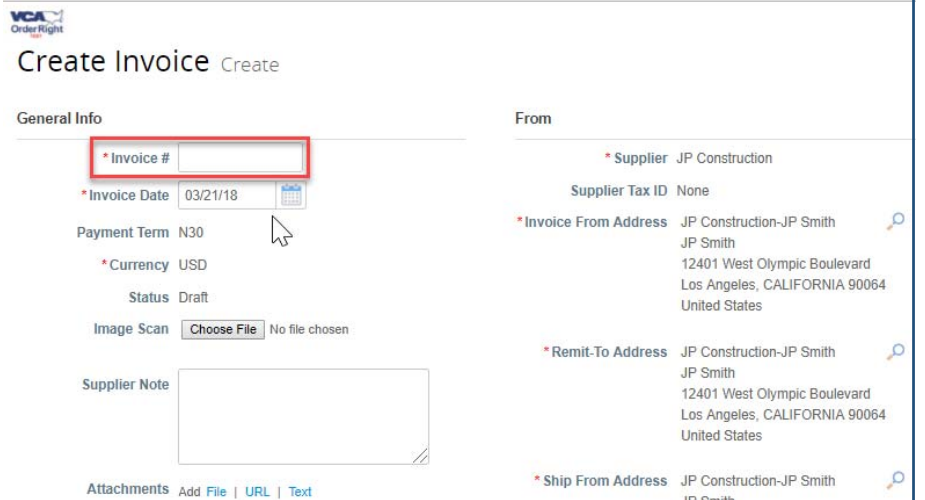 VCA
OrderRight
Create Invoice Create
General Info
* Invoice #
* Invoice Date 03/21/18
Payment Term N30
* Currency USD
Status Draft
Image Scan Choose File No file chosen
Supplier Note
Attachments Add File | URL | Text
From
* Supplier JP Construction
Supplier Tax ID None
* Invoice From Address JP Construction-JP Smith
JP Smith
12401 West Olympic Boulevard
Los Angeles, CALIFORNIA 90064
United States
* Remit-To Address JP Construction-JP Smith
JP Smith
12401 West Olympic Boulevard
Los Angeles, CALIFORNIA 90064
United States
* Ship From Address JP Construction-JP Smith
JP Smith